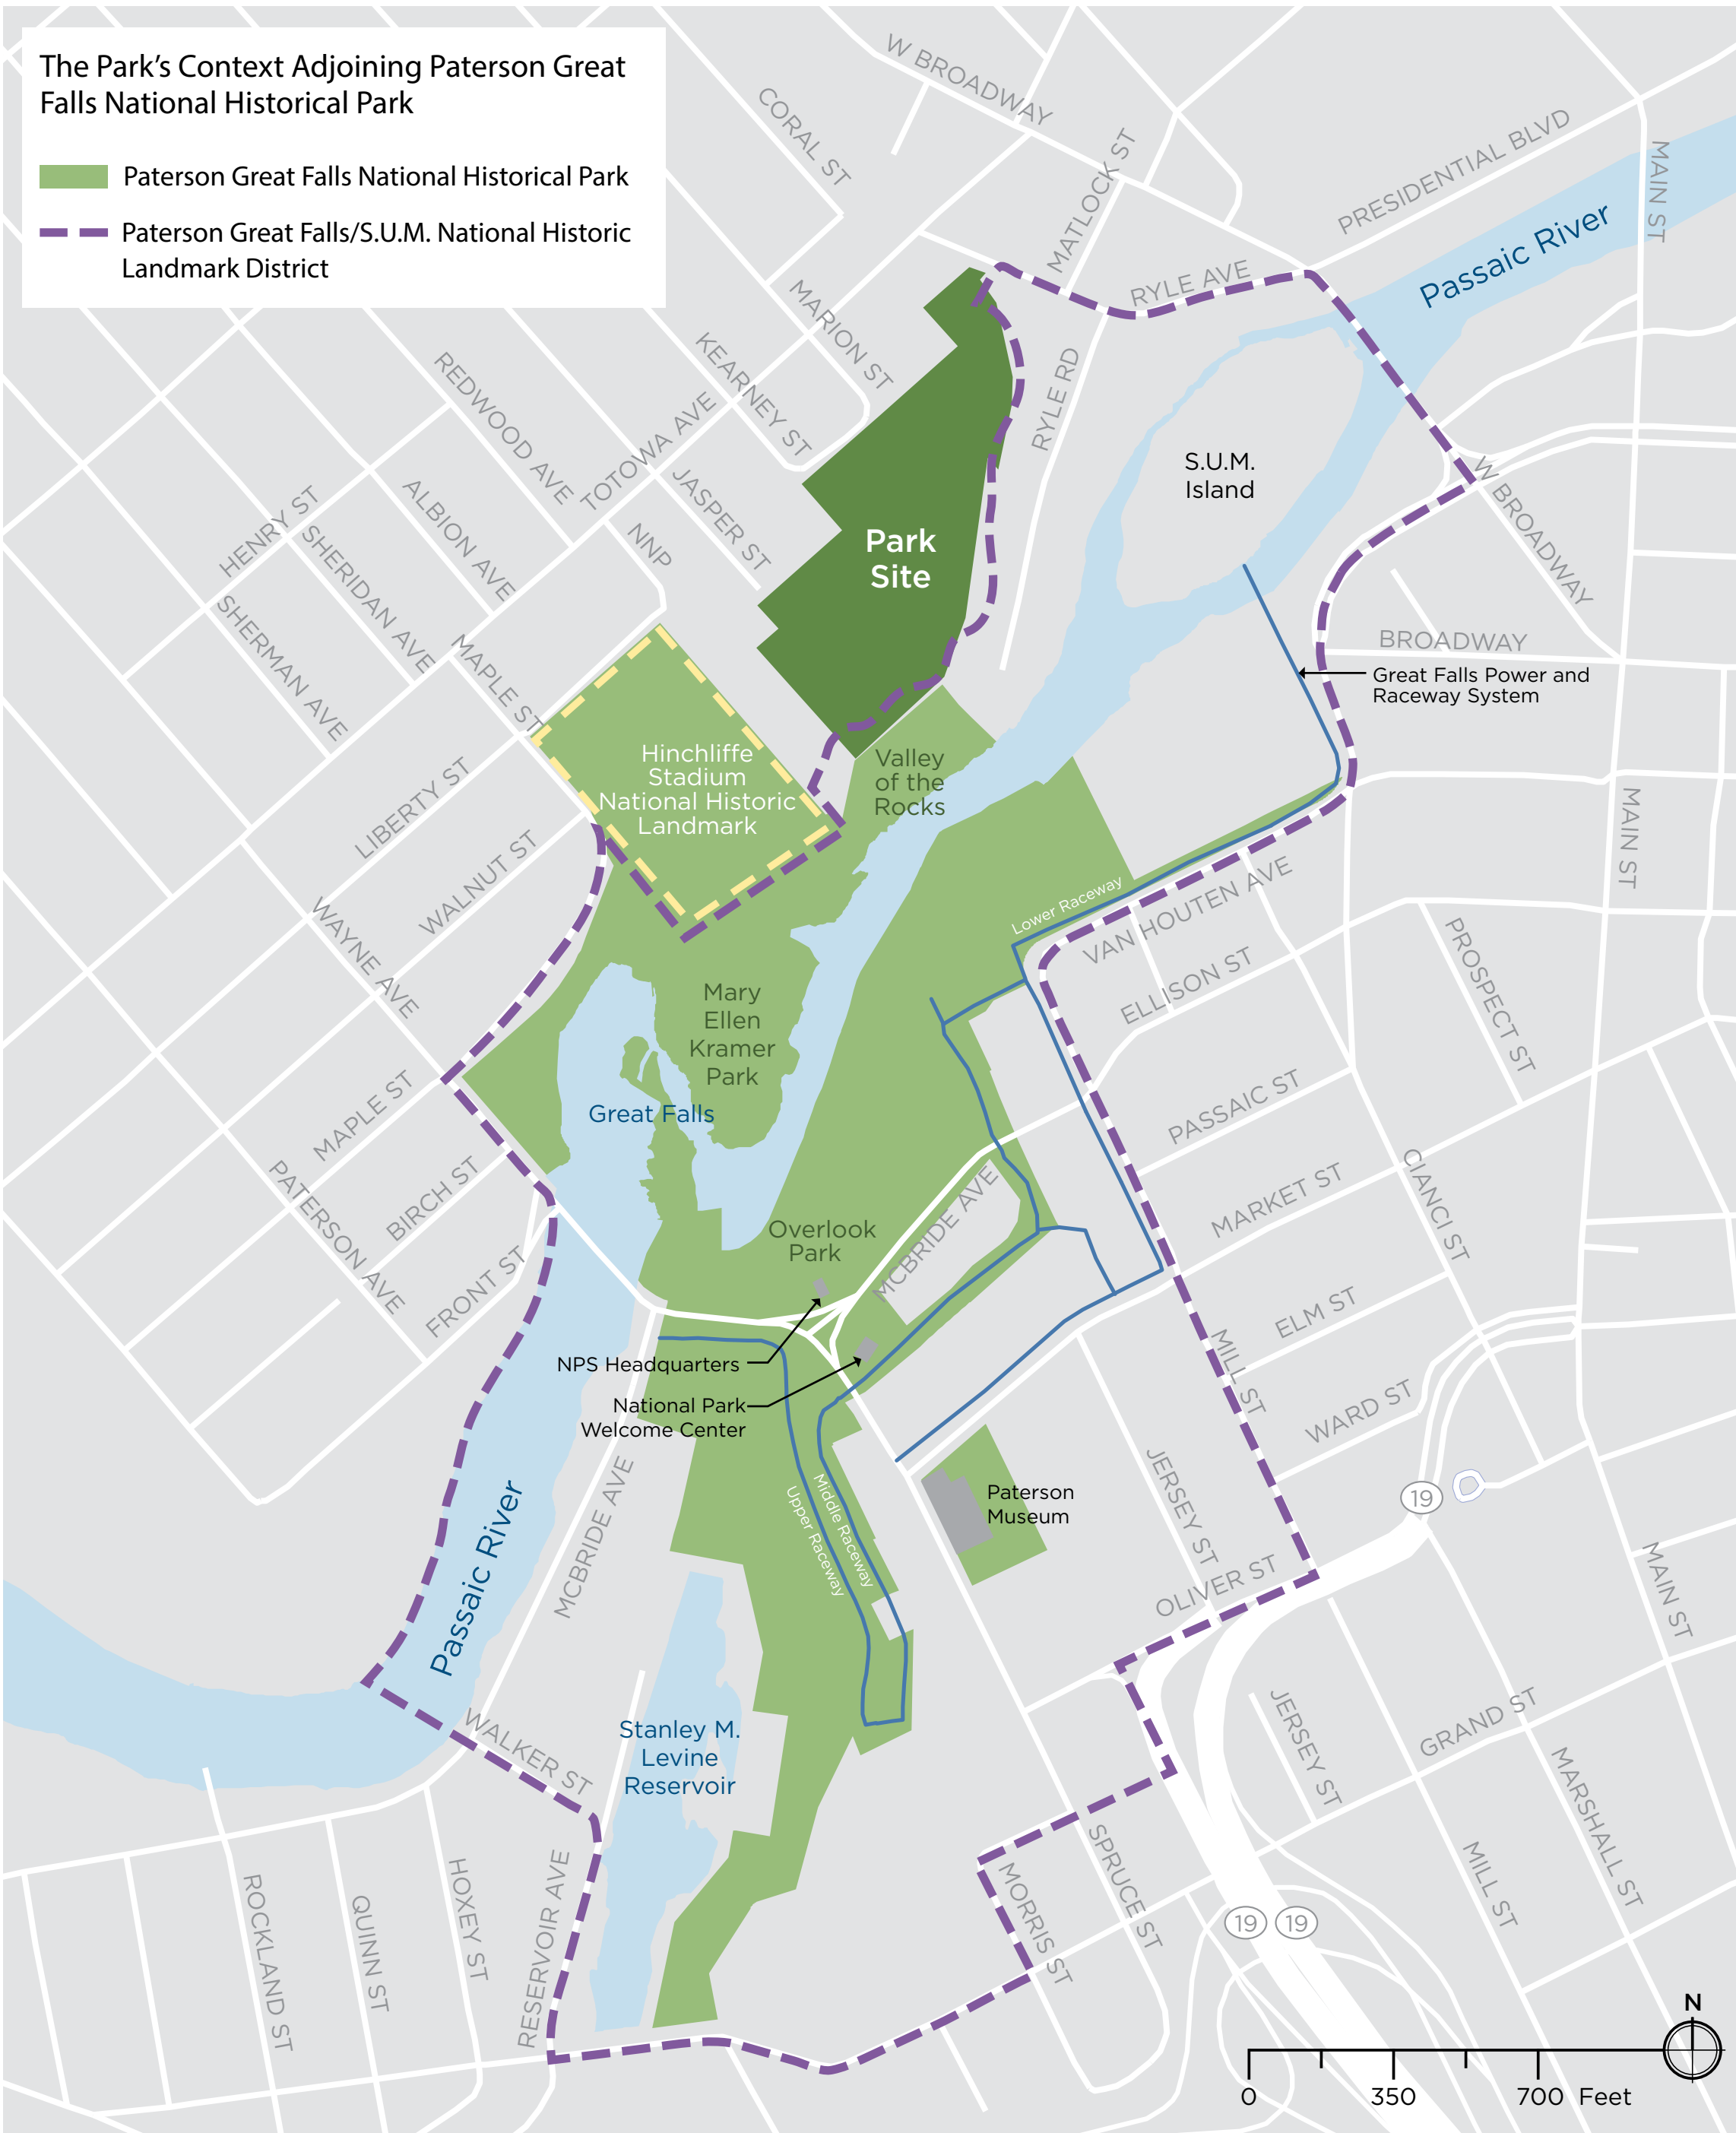 The Park's Context Adjoining Paterson Great
Falls National Historical Park
Paterson Great Falls National Historical Park
Paterson Great Falls/S.U.M. National Historic
Landmark District
W BROADWAY
CORAL ST
MATLOCK ST
PRESIDENTIAL BLVD
MAIN ST
Passaic River
RYLE AVE
MARION ST
KEARNEY ST
RYLE RD
REDWOOD AVE
TOTOWA AVE
JASPER ST
S.U.M.
Island
W BROADWAY
HENRY ST
ALBION AVE
SHERIDAN AVE
NNP
Park
Site
SHERMAN AVE
MAPLE ST
BROADWAY
Great Falls Power and
Raceway System
Hinchliffe
Stadium
National Historic
Landmark
Valley
of the
Rocks
LIBERTY ST
WALNUT ST
MAIN ST
Lower Raceway
VAN HOUTEN AVE
WAYNE AVE
ELLISON ST
PROSPECT ST
Mary
Ellen
Kramer
Park
Great Falls
MAPLE ST
PASSAIC ST
BIRCH ST
PATERSON AVE
MARKET ST
CIANCI ST
FRONT ST
Overlook
Park
MCBRIDE AVE
ELM ST
MILL ST
NPS Headquarters
National Park
Welcome Center
WARD ST
JERSEY ST
Paterson
Museum
19
Middle Raceway
Upper Raceway
MCBRIDE AVE
Passaic River
OLIVER ST
MAIN ST
WALKER ST
Stanley M.
Levine
Reservoir
JERSEY ST
GRAND ST
MARSHALL ST
SPRUCE ST
MILL ST
MORRIS ST
HOXEY ST
QUINN ST
ROCKLAND ST
RESERVOIR AVE
19 19
N
0 350 700 Feet